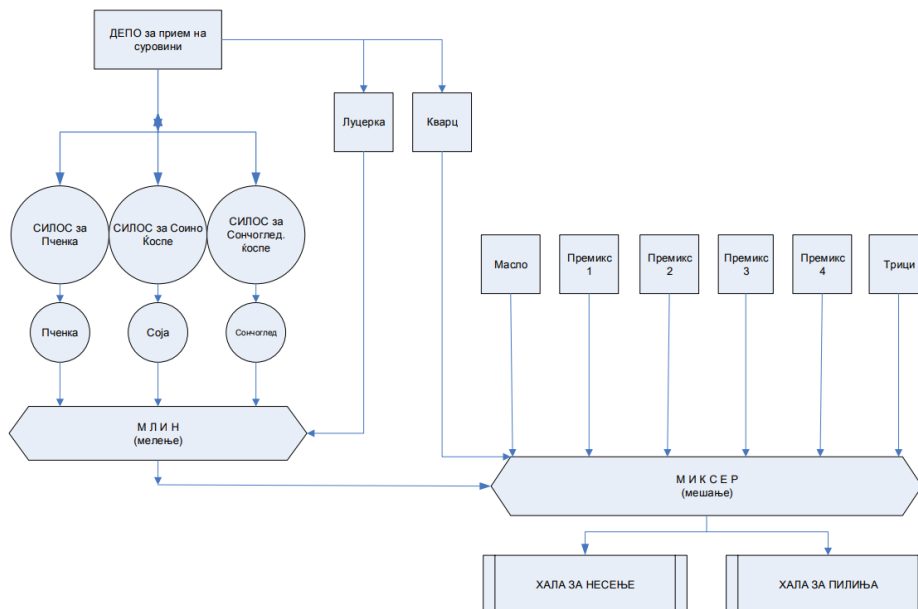 ДЕПО за прием на
суровини
Луцерка
Кварц
СИЛОС за
Пченка
СИЛОС за Соино
Ќоспе
СИЛОС за
Сончоглед.
ќоспе
Масло
Премикс
1
Премикс
2
Премикс
3
Премикс
4
Трици
Пченка
Соја
Сончоглед
М Л И Н
(мелење)
М И К С Е Р
(мешање)
ХАЛА ЗА НЕСЕЊЕ
ХАЛА ЗА ПИЛИЊА